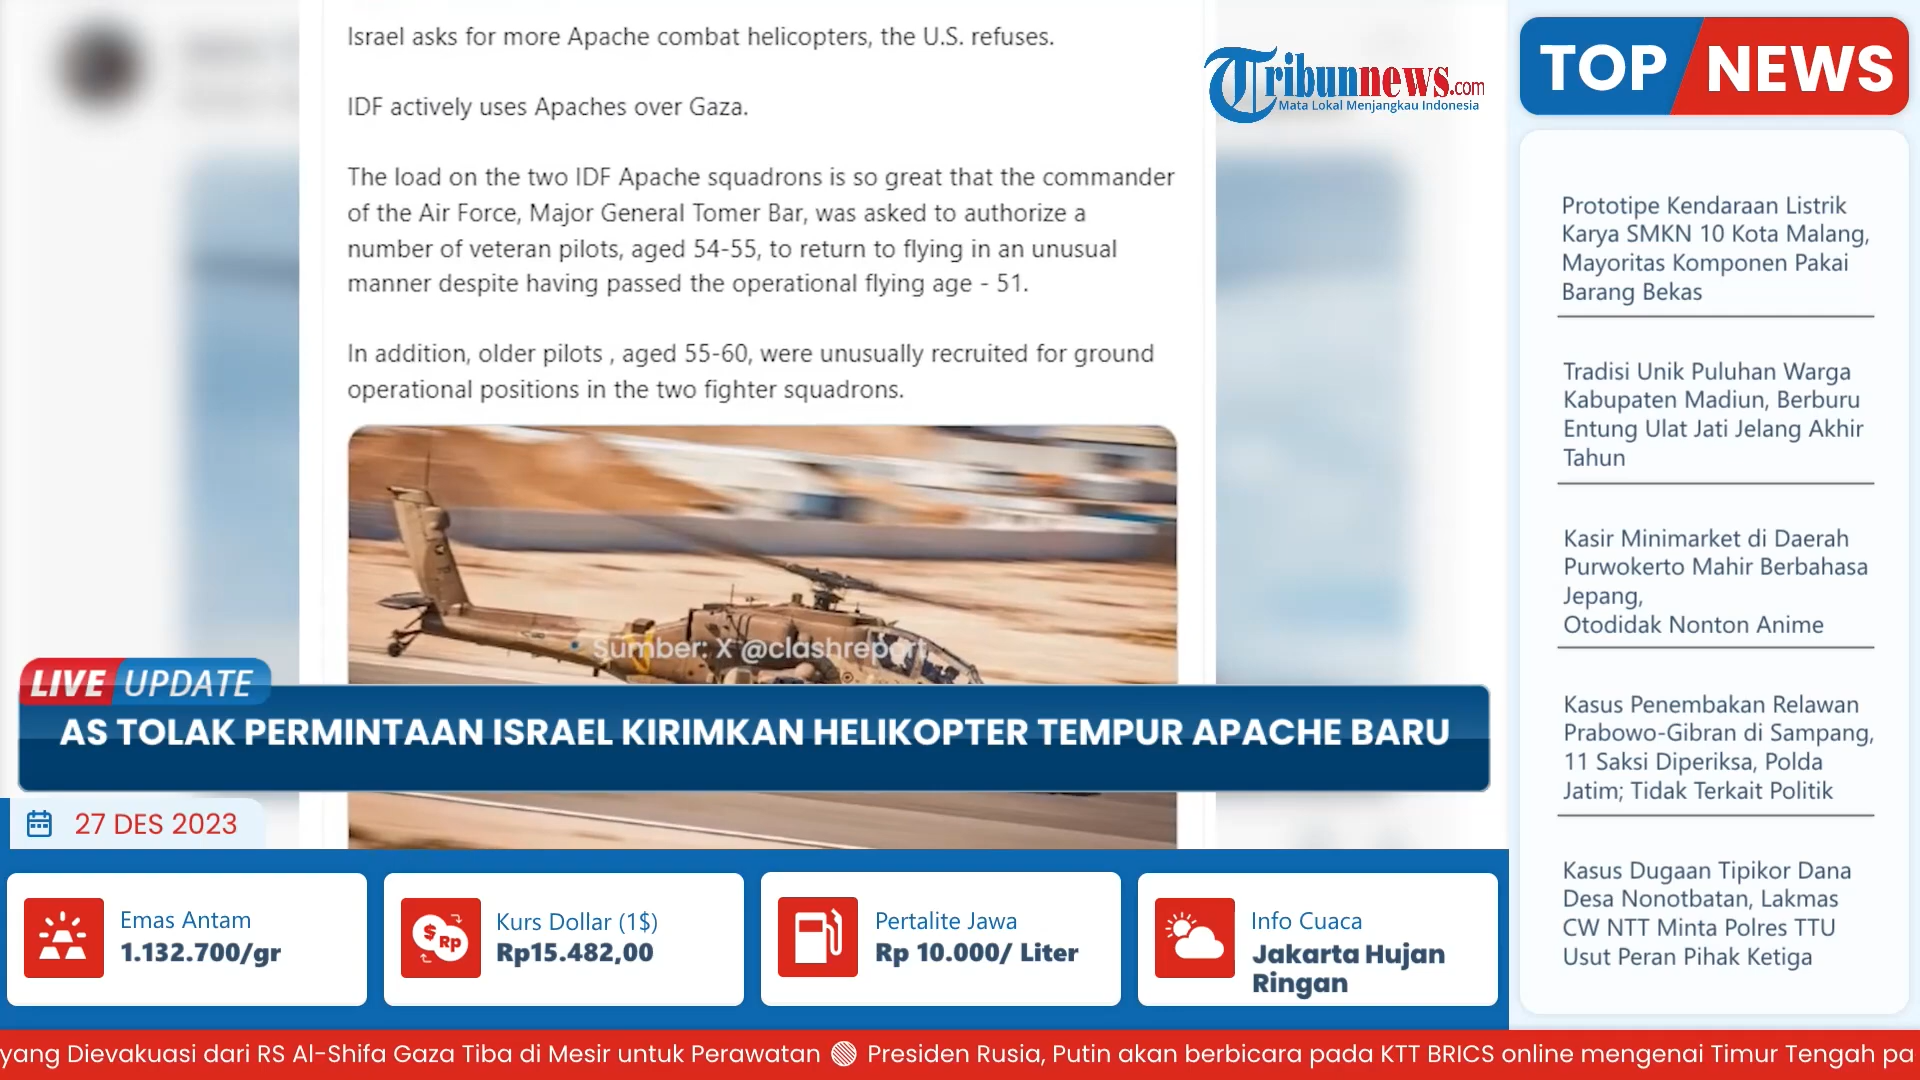 Israel asks for more Apache combat helicopters, the U.S. refuses.
IDF actively uses Apaches over Gaza.
The load on the two IDF Apache squadrons is so great that the commander
of the Air Force, Major General Tomer Bar, was asked to authorize a
number of veteran pilots, aged 54-55, to return to flying in an unusual
manner despite having passed the operational flying age - 51.
In addition, older pilots , aged 55-60, were unusually recruited for ground
operational positions in the two fighter squadrons.
Sumber: X @clashreport
Tribunnews.com
Mata Lokal Menjangkau Indonesia
LIVE UPDATE
AS TOLAK PERMINTAAN ISRAEL KIRIMKAN HELIKOPTER TEMPUR APACHE BARU
27 DES 2023
Emas Antam
1.132.700/gr
Kurs Dollar (1$)
Rp15.482,00
$ Rp
Pertalite Jawa
Rp 10.000/ Liter
Info Cuaca
Jakarta Hujan
Ringan
TOP NEWS
Prototipe Kendaraan Listrik
Karya SMKN 10 Kota Malang,
Mayoritas Komponen Pakai
Barang Bekas
Tradisi Unik Puluhan Warga
Kabupaten Madiun, Berburu
Entung Ulat Jati Jelang Akhir
Tahun
Kasir Minimarket di Daerah
Purwokerto Mahir Berbahasa
Jepang,
Otodidak Nonton Anime
Kasus Penembakan Relawan
Prabowo-Gibran di Sampang,
11 Saksi Diperiksa, Polda
Jatim; Tidak Terkait Politik
Kasus Dugaan Tipikor Dana
Desa Nonotbatan, Lakmas
CW NTT Minta Polres TTU
Usut Peran Pihak Ketiga
yang Dievakuasi dari RS Al-Shifa Gaza Tiba di Mesir untuk Perawatan Presiden Rusia, Putin akan berbicara pada KTT BRICS online mengenai Timur Tengah pa